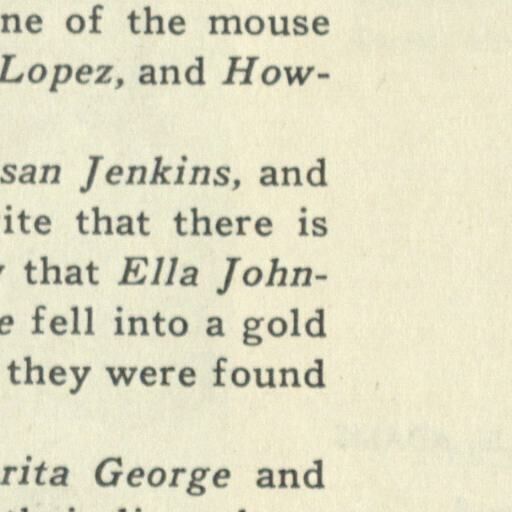 ne of the mouse
Lopez, and How-
san Jenkins, and
ite that there is
that Ella John-
e fell into a gold
they were found
rita George and